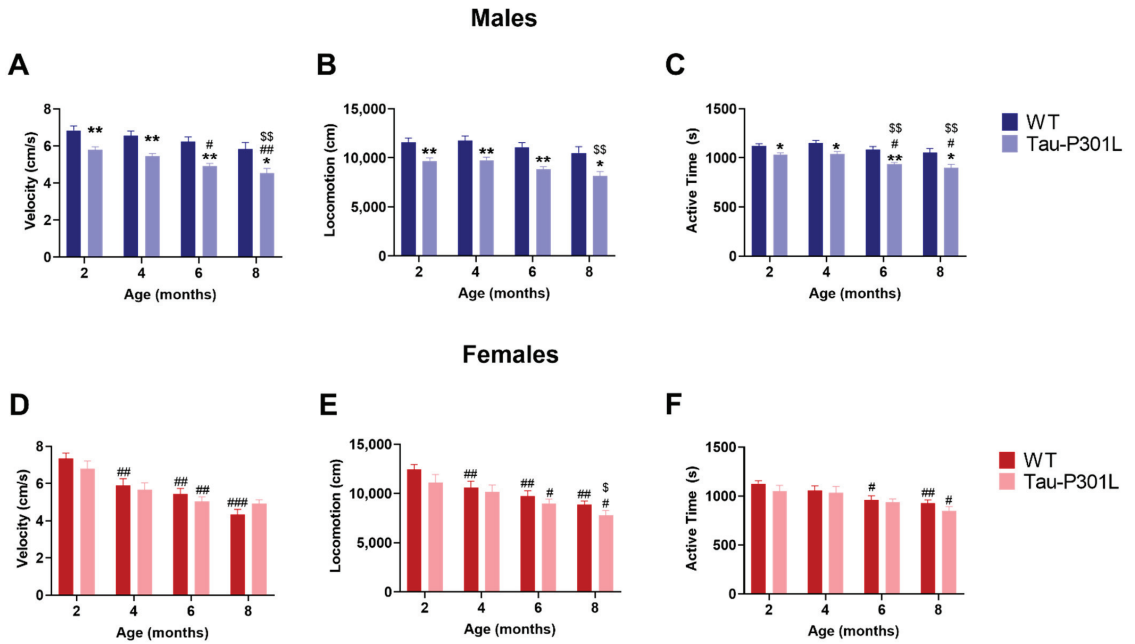 Males
A
B
C
Velocity (cm/s)
8
6
4
2
0
** ** # ** $$ ## *
2 4 6 8
Age (months)
Locomotion (cm)
15,000
10,000
5,000
0
** ** ** $$ *
2 4 6 8
Age (months)
Active Time (s)
1500
1000
500
0
* * $$ # ** $$ # *
2 4 6 8
Age (months)
WT
Tau-P301L
Females
D
E
F
Velocity (cm/s)
8
6
4
2
0
## ## ## ###
2 4 6 8
Age (months)
Locomotion (cm)
15,000
10,000
5,000
0
## ## # ## $ #
2 4 6 8
Age (months)
Active Time (s)
1500
1000
500
0
# ## #
2 4 6 8
Age (months)
WT
Tau-P301L